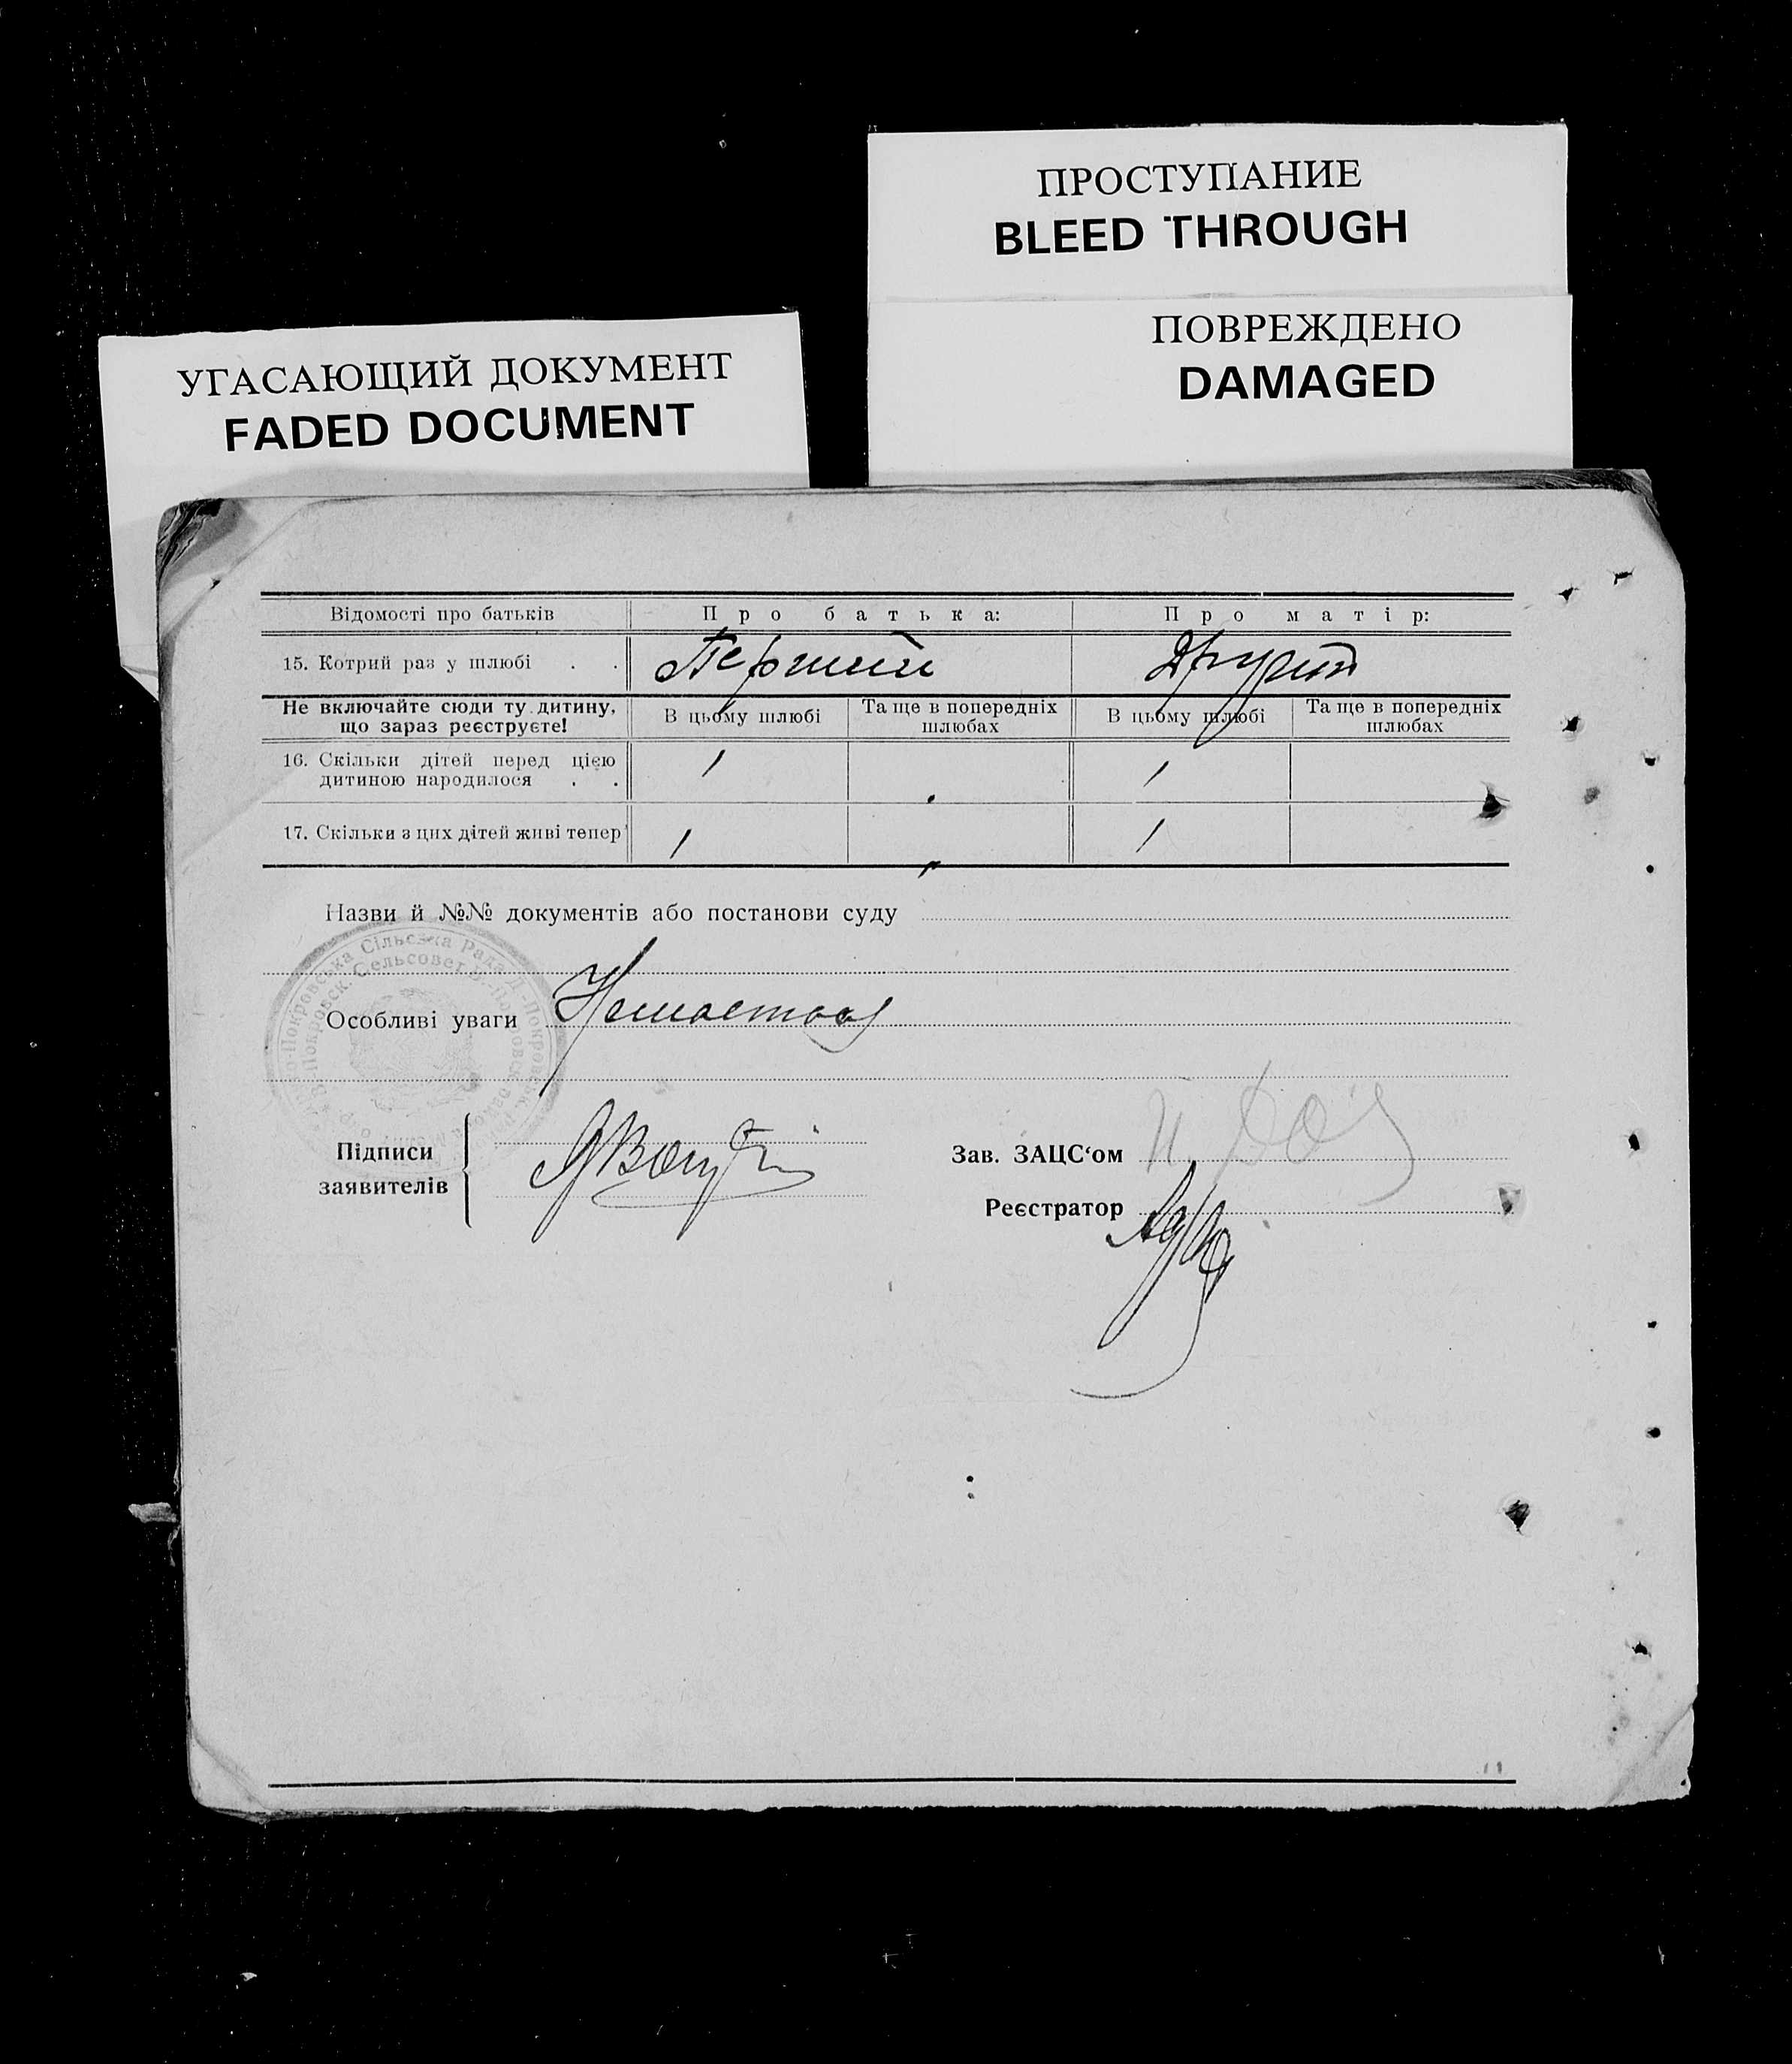 ПРОСТУПАНИЕ
BLEED THROUGH
ПОВРЕЖДЕНО
DAMAGED
УГАСАЮЩИЙ ДОКУМЕНТ
FADED DOCUMENT
Відомості про батьків Про батька: Про матір:
15. Котрий раз у шлюбі . . Перший Другий
Не включайте сюди ту дитину, що зараз реєструєте! В цьому шлюбі Та ще в попередніх шлюбах В цьому шлюбі Та ще в попередніх шлюбах
16. Скільки дітей перед цією 1 1
дитиною народилося . .
17. Скільки з цих дітей живі тепер 1 1
Назви й №№ документів або постанови суду
Особливі уваги
Підписи
заявителів
Зав. ЗАЦС‘ом
Реєстратор